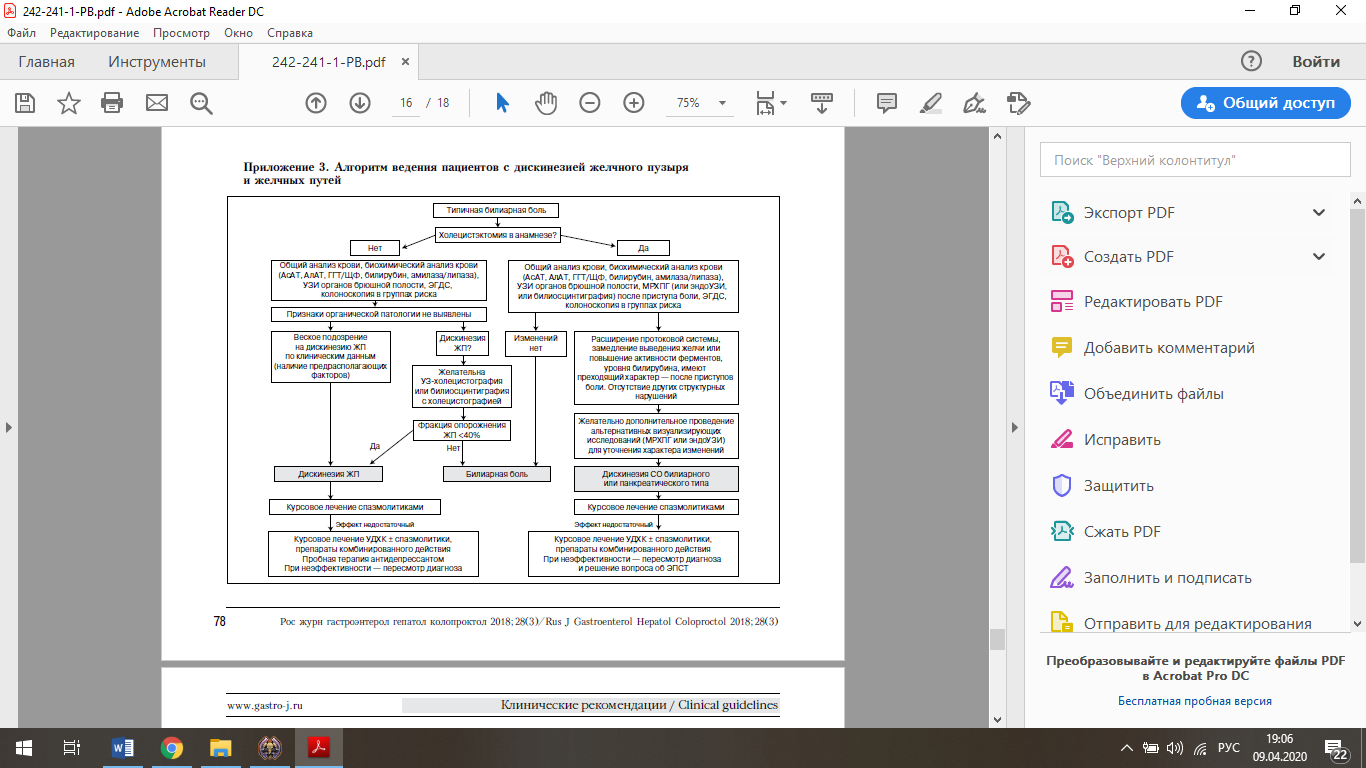 242-241-1-PB.pdf - Adobe Acrobat Reader DC
Файл Редактирование Просмотр Окно Справка
Главная Инструменты 242-241-1-PB.pdf × Войти
16 / 18 75% Общий доступ
Приложение 3. Алгоритм ведения пациентов с дискинезией желчного пузыря
и желчных путей
Типичная билиарная боль
Холецистэктомия в анамнезе?
Нет
Да
Общий анализ крови, биохимический анализ крови
(АсАТ, АлАТ, ГГТ/ЩФ, билирубин, амилаза/липаза),
УЗИ органов брюшной полости, ЭГДС,
колоноскопия в группах риска
Общий анализ крови, биохимический анализ крови
(АсАТ, АлАТ, ГГТ/ЩФ, билирубин, амилаза/липаза),
УЗИ органов брюшной полости, МРХПГ (или эндоУЗИ,
или билиосцинтиграфия) после приступа боли, ЭГДС,
колоноскопия в группах риска
Признаки органической патологии не выявлены
Веское подозрение
на дискинезию ЖП
по клиническим данным
(наличие предрасполагающих
факторов)
Дискинезия
ЖП?
Изменений
нет
Расширение протоковой системы,
замедление выведения желчи или
повышение активности ферментов,
уровня билирубина, имеют
преходящий характер — после приступов
боли. Отсутствие других структурных
нарушений
Желательна
УЗ-холецистография
или билиосцинтиграфия
с холецистографией
Фракция опорожнения
ЖП <40%
Да
Нет
Желательно дополнительное проведение
альтернативных визуализирующих
исследований (МРХПГ или эндоУЗИ)
для уточнения характера изменений
Дискинезия ЖП
Билиарная боль
Дискинезия СО билиарного
или панкреатического типа
Курсовое лечение спазмолитиками
Курсовое лечение спазмолитиками
Эффект недостаточный
Эффект недостаточный
Курсовое лечение УДХК ± спазмолитики,
препараты комбинированного действия
Пробная терапия антидепрессантом
При неэффективности — пересмотр диагноза
Курсовое лечение УДХК ± спазмолитики,
препараты комбинированного действия
При неэффективности — пересмотр диагноза
и решение вопроса об ЭПСТ
78 Рос журн гастроэнтерол гепатол колопроктол 2018; 28(3) / Rus J Gastroenterol Hepatol Coloproctol 2018; 28(3)
www.gastro-j.ru Клинические рекомендации / Clinical guidelines
Поиск "Верхний колонтитул"
Экспорт PDF
Создать PDF
Редактировать PDF
Добавить комментарий
Объединить файлы
Исправить
Защитить
Сжать PDF
Заполнить и подписать
Отправить для редактирования
Преобразовывайте и редактируйте файлы PDF
в Acrobat Pro DC
Бесплатная пробная версия
РУС 19:06
09.04.2020 22